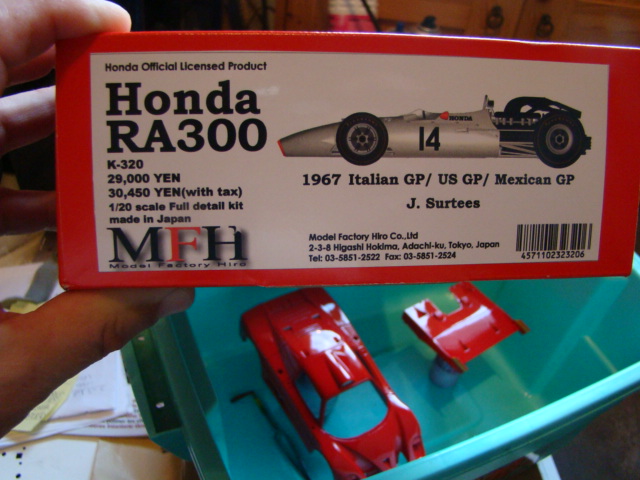 Honda Official Licensed Product
Honda
RA300
K-320
29,000 YEN
30,450 YEN(with tax)
1/20 scale Full detail kit
made in Japan
MFH
Model Factory Hiro
HONDA
14
1967 Italian GP/ US GP/ Mexican GP
J. Surtees
Model Factory Hiro Co.,Ltd
2-3-8 Higashi Hokima, Adachi-ku, Tokyo, Japan
Tel: 03-5851-2522 Fax: 03-5851-2524
4571102323206